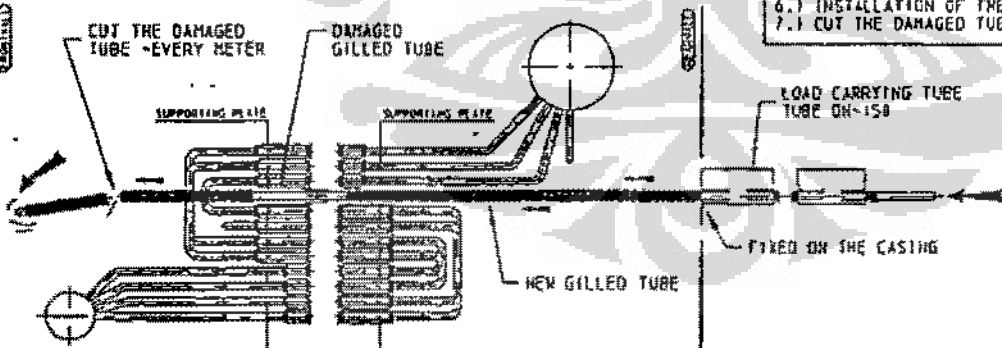 6.) INSTALLATION OF THE
7.) CUT THE DAMAGED TUB
CUT THE DAMAGED
TUBE ~EVERY METER
DAMAGED
GILLED TUBE
SUPPORTING PLATE
SUPPORTING PLATE
LOAD CARRYING TUBE
TUBE DN~150
FIXED ON THE CASING
NEW GILLED TUBE